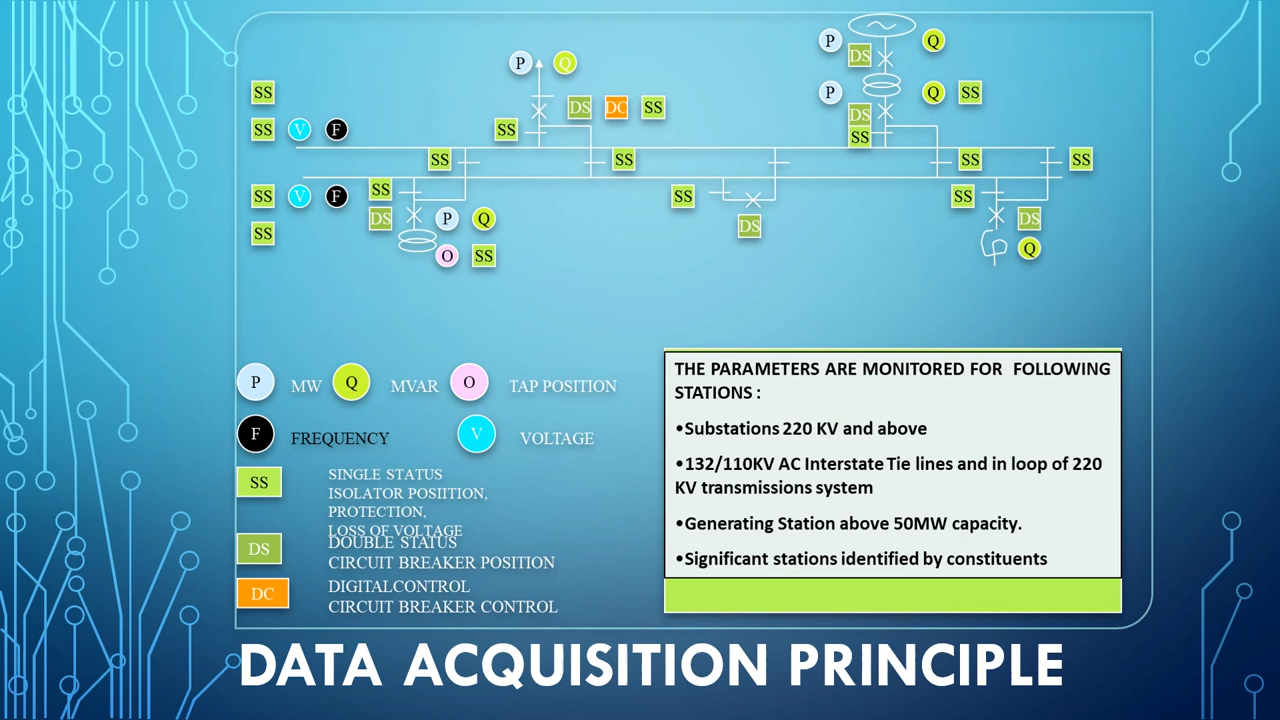 P Q
P DS Q
P Q SS
SS DS DC SS DS
SS V F SS SS
SS SS SS SS
SS V F SS SS SS
DS P Q DS DS
SS O SS Q
P MW Q MVAR O TAP POSITION
F FREQUENCY V VOLTAGE
SS SINGLE STATUS
ISOLATOR POSIITION,
PROTECTION,
LOSS OF VOLTAGE
DS DOUBLE STATUS
CIRCUIT BREAKER POSITION
DC DIGITALCONTROL
CIRCUIT BREAKER CONTROL
THE PARAMETERS ARE MONITORED FOR FOLLOWING
STATIONS :
•Substations 220 KV and above
•132/110KV AC Interstate Tie lines and in loop of 220
KV transmissions system
•Generating Station above 50MW capacity.
•Significant stations identified by constituents
DATA ACQUISITION PRINCIPLE